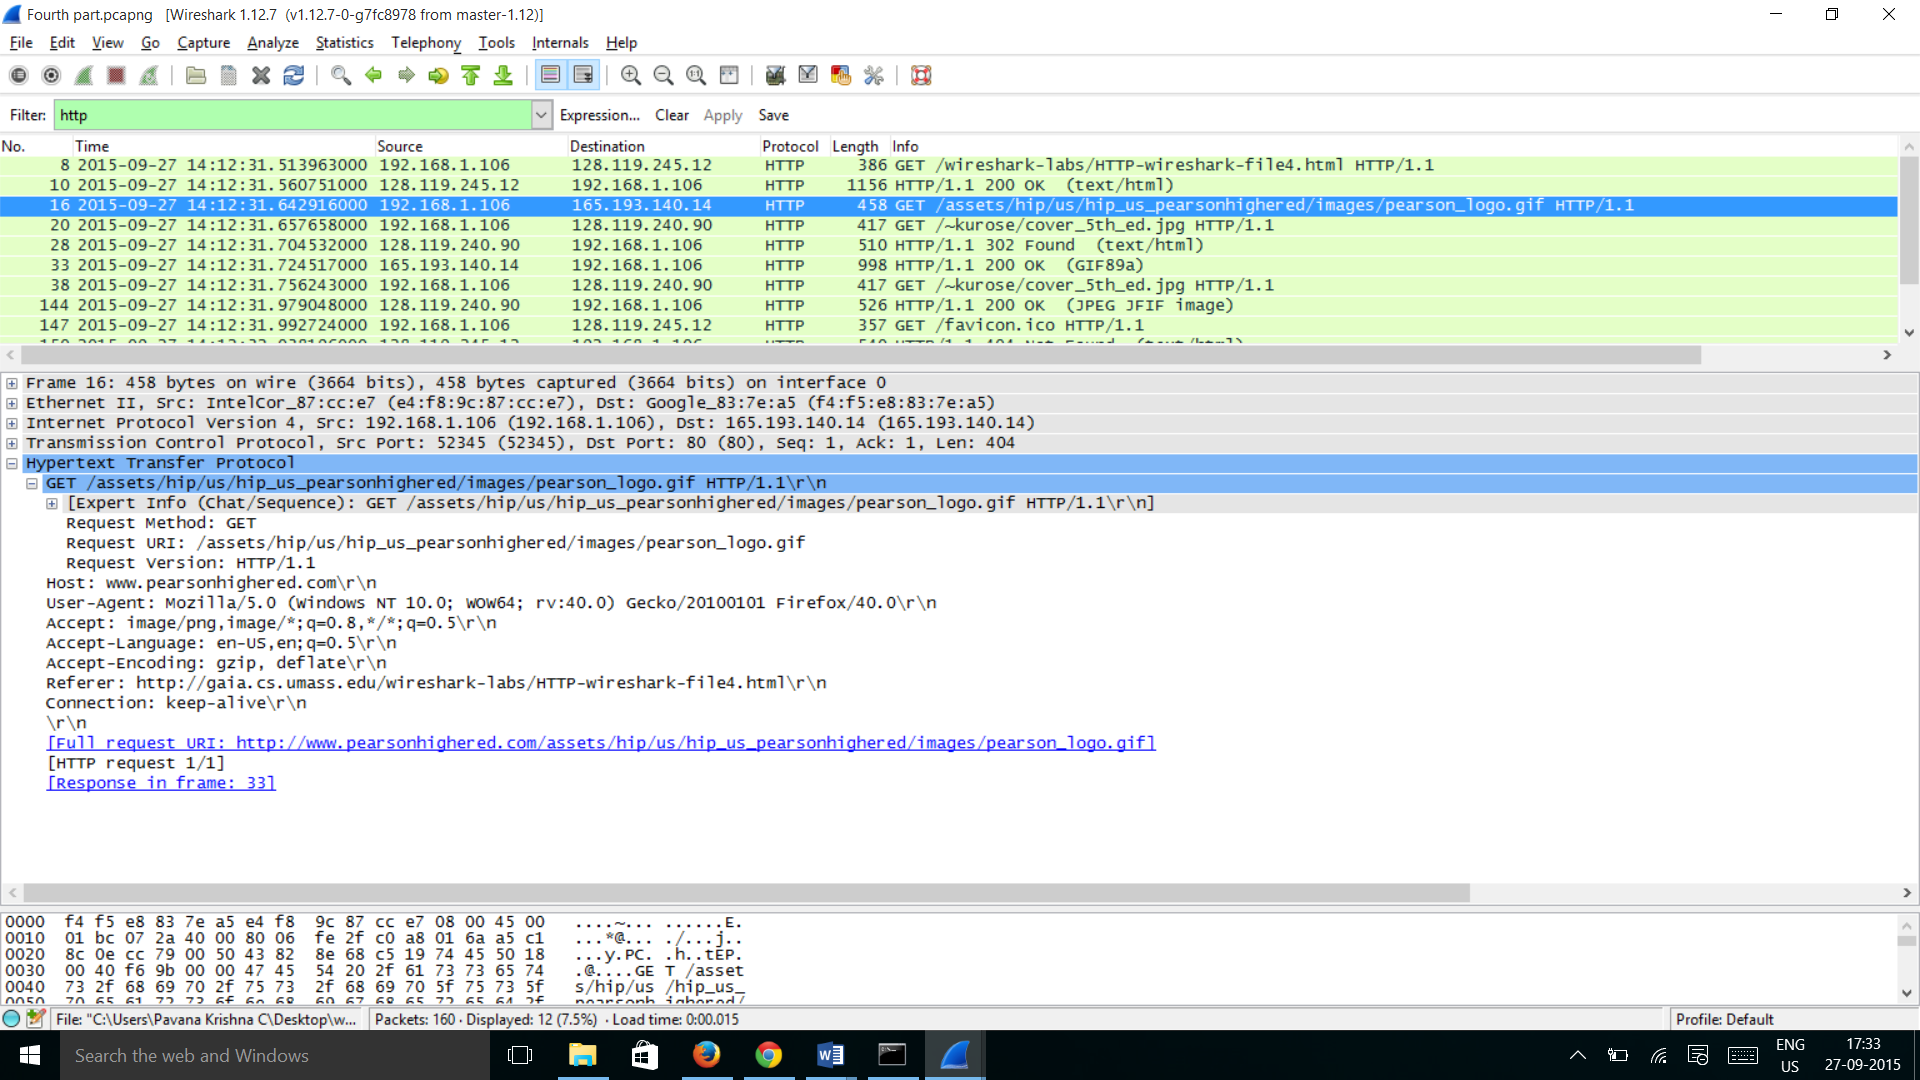 Fourth part.pcapng [Wireshark 1.12.7 (v1.12.7-0-g7fc8978 from master-1.12)]
File Edit View Go Capture Analyze Statistics Telephony Tools Internals Help
Filter: http Expression... Clear Apply Save
No. Time Source Destination Protocol Length Info
8 2015-09-27 14:12:31.513963000 192.168.1.106 128.119.245.12 HTTP 386 GET /wireshark-labs/HTTP-wireshark-file4.html HTTP/1.1
10 2015-09-27 14:12:31.560751000 128.119.245.12 192.168.1.106 HTTP 1156 HTTP/1.1 200 OK (text/html)
16 2015-09-27 14:12:31.642916000 192.168.1.106 165.193.140.14 HTTP 458 GET /assets/hip/us/hip_us_pearsonhighered/images/pearson_logo.gif HTTP/1.1
20 2015-09-27 14:12:31.657658000 192.168.1.106 128.119.240.90 HTTP 417 GET /~kurose/cover_5th_ed.jpg HTTP/1.1
28 2015-09-27 14:12:31.704532000 128.119.240.90 192.168.1.106 HTTP 510 HTTP/1.1 302 Found (text/html)
33 2015-09-27 14:12:31.724517000 165.193.140.14 192.168.1.106 HTTP 998 HTTP/1.1 200 OK (GIF89a)
38 2015-09-27 14:12:31.756243000 192.168.1.106 128.119.240.90 HTTP 417 GET /~kurose/cover_5th_ed.jpg HTTP/1.1
144 2015-09-27 14:12:31.979048000 128.119.240.90 192.168.1.106 HTTP 526 HTTP/1.1 200 OK (JPEG JFIF image)
147 2015-09-27 14:12:31.992724000 192.168.1.106 128.119.245.12 HTTP 357 GET /favicon.ico HTTP/1.1
Frame 16: 458 bytes on wire (3664 bits), 458 bytes captured (3664 bits) on interface 0
Ethernet II, Src: IntelCor_87:cc:e7 (e4:f8:9c:87:cc:e7), Dst: Google_83:7e:a5 (f4:f5:e8:83:7e:a5)
Internet Protocol Version 4, Src: 192.168.1.106 (192.168.1.106), Dst: 165.193.140.14 (165.193.140.14)
Transmission Control Protocol, Src Port: 52345 (52345), Dst Port: 80 (80), Seq: 1, Ack: 1, Len: 404
Hypertext Transfer Protocol
GET /assets/hip/us/hip_us_pearsonhighered/images/pearson_logo.gif HTTP/1.1\r\n
[Expert Info (Chat/Sequence): GET /assets/hip/us/hip_us_pearsonhighered/images/pearson_logo.gif HTTP/1.1\r\n]
Request Method: GET
Request URI: /assets/hip/us/hip_us_pearsonhighered/images/pearson_logo.gif
Request Version: HTTP/1.1
Host: www.pearsonhighered.com\r\n
User-Agent: Mozilla/5.0 (Windows NT 10.0; WOW64; rv:40.0) Gecko/20100101 Firefox/40.0\r\n
Accept: image/png,image/*;q=0.8,*/*;q=0.5\r\n
Accept-Language: en-US,en;q=0.5\r\n
Accept-Encoding: gzip, deflate\r\n
Referer: http://gaia.cs.umass.edu/wireshark-labs/HTTP-wireshark-file4.html\r\n
Connection: keep-alive\r\n
\r\n
[Full request URI: http://www.pearsonhighered.com/assets/hip/us/hip_us_pearsonhighered/images/pearson_logo.gif]
[HTTP request 1/1]
[Response in frame: 33]
0000 f4 f5 e8 83 7e a5 e4 f8 9c 87 cc e7 08 00 45 00 ....~... ......E.
0010 01 bc 07 2a 40 00 80 06 fe 2f c0 a8 01 6a a5 c1 ...*@... ./...j..
0020 8c 0e cc 79 00 50 43 82 8e 68 c5 19 74 45 50 18 ...y.PC. .h..tEP.
0030 00 40 f6 9b 00 00 47 45 54 20 2f 61 73 73 65 74 .@....GE T /asset
0040 73 2f 68 69 70 2f 75 73 2f 68 69 70 5f 75 73 5f s/hip/us /hip_us_
0050 70 65 61 72 73 6f 6e 68 69 67 68 65 72 65 64 2f pearsonh ighered/
File: "C:\Users\Pavana Krishna C\Desktop\w... Packets: 160 · Displayed: 12 (7.5%) · Load time: 0:00.015 Profile: Default
Search the web and Windows
ENG
US
17:33
27-09-2015